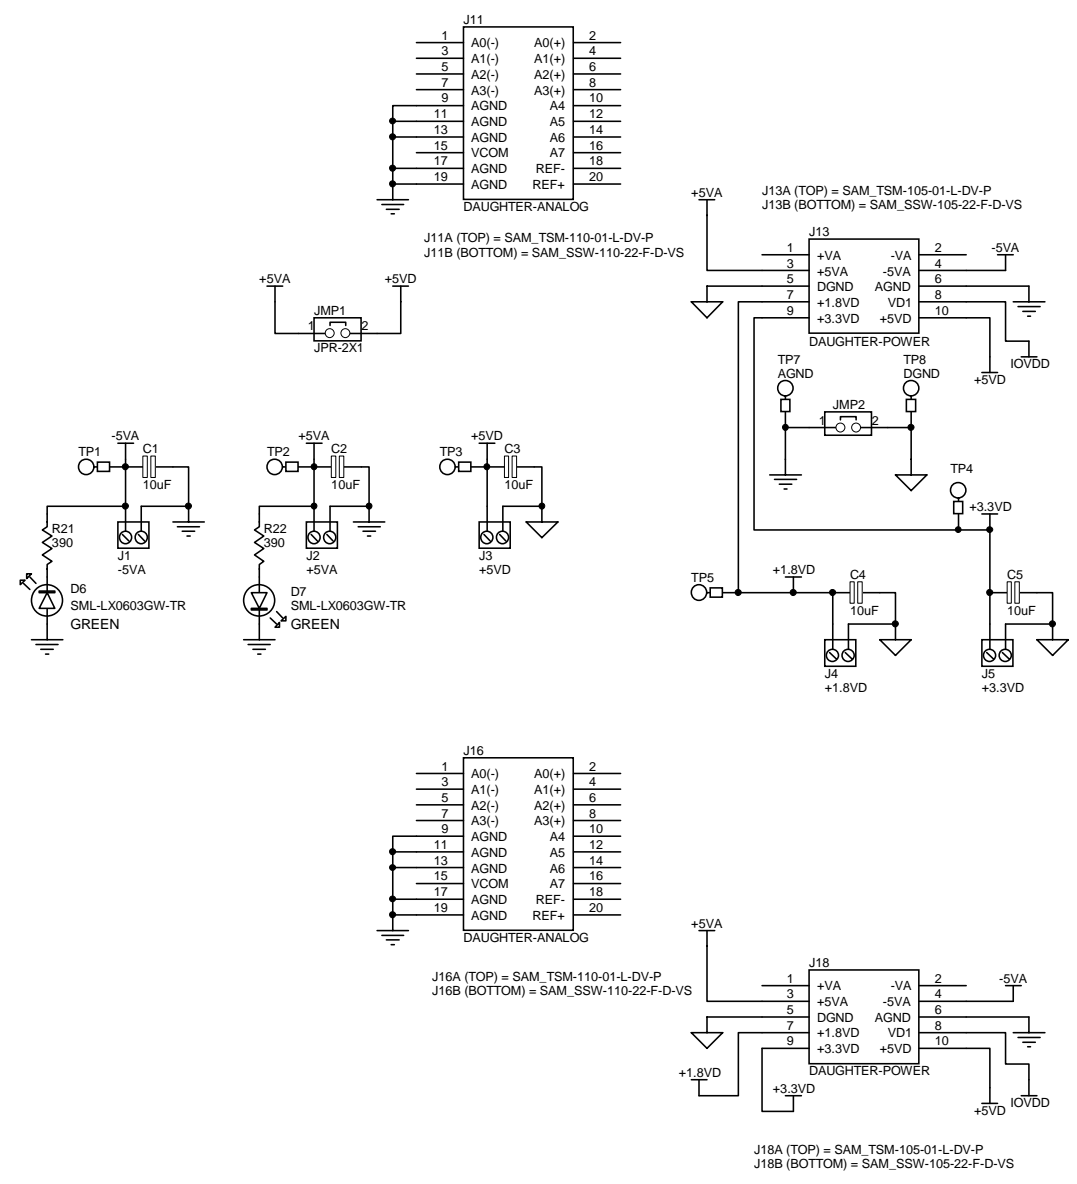 J11
1 A0(-) A0(+) 2
3 A1(-) A1(+) 4
5 A2(-) A2(+) 6
7 A3(-) A3(+) 8
9 AGND A4 10
11 AGND A5 12
13 AGND A6 14
15 VCOM A7 16
17 AGND REF- 18
19 AGND REF+ 20
DAUGHTER-ANALOG
J11A (TOP) = SAM_TSM-110-01-L-DV-P
J11B (BOTTOM) = SAM_SSW-110-22-F-D-VS
+5VA
J13A (TOP) = SAM_TSM-105-01-L-DV-P
J13B (BOTTOM) = SAM_SSW-105-22-F-D-VS
J13
1 +VA -VA 2
-5VA
3 +5VA -5VA 4
5 DGND AGND 6
7 +1.8VD VD1 8
9 +3.3VD +5VD 10
DAUGHTER-POWER
IOVDD
+5VD
+5VA
+5VD
JMP1
1 2
JPR-2X1
TP7
AGND
TP8
DGND
JMP2
1 2
-5VA
TP1
C1
10uF
R21
390
J1
-5VA
D6
SML-LX0603GW-TR
GREEN
+5VA
TP2
C2
10uF
R22
390
J2
+5VA
D7
SML-LX0603GW-TR
GREEN
+5VD
TP3
C3
10uF
J3
+5VD
TP4
+3.3VD
TP5
+1.8VD
C4
10uF
J4
+1.8VD
C5
10uF
J5
+3.3VD
J16
1 A0(-) A0(+) 2
3 A1(-) A1(+) 4
5 A2(-) A2(+) 6
7 A3(-) A3(+) 8
9 AGND A4 10
11 AGND A5 12
13 AGND A6 14
15 VCOM A7 16
17 AGND REF- 18
19 AGND REF+ 20
DAUGHTER-ANALOG
J16A (TOP) = SAM_TSM-110-01-L-DV-P
J16B (BOTTOM) = SAM_SSW-110-22-F-D-VS
+5VA
J18
1 +VA -VA 2
-5VA
3 +5VA -5VA 4
5 DGND AGND 6
7 +1.8VD VD1 8
9 +3.3VD +5VD 10
DAUGHTER-POWER
+1.8VD
+3.3VD
+5VD
IOVDD
J18A (TOP) = SAM_TSM-105-01-L-DV-P
J18B (BOTTOM) = SAM_SSW-105-22-F-D-VS